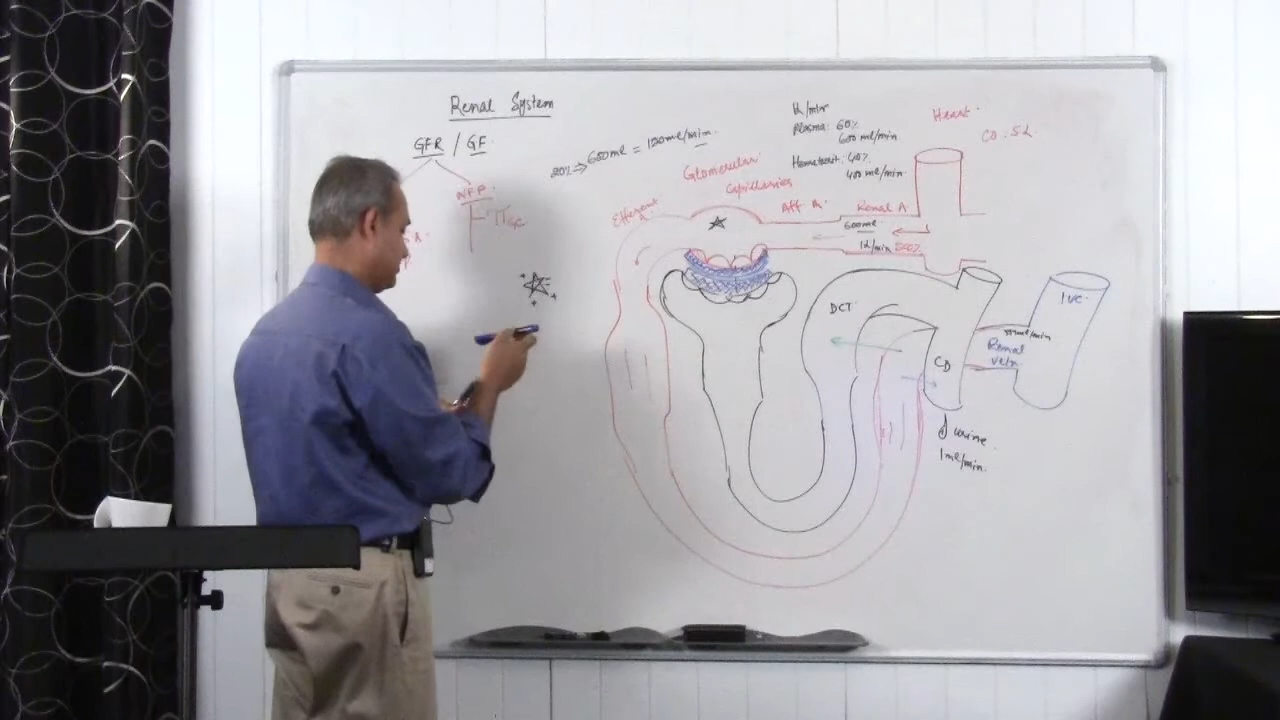 Renal System
GFR / GF
N.F.P.
20% ⇒ 600ml = 120ml/min
1L/min
Plasma: 60%
600 ml/min
Hematocrit: 40%
400 ml/min
Heart
CO. 5L
Glomerular
Capillaries
Efferent
A.
Aff A.
Renal A.
600ml
1L/min 20%
DCT
CD
IVC
Renal
Vein
urine
1ml/min